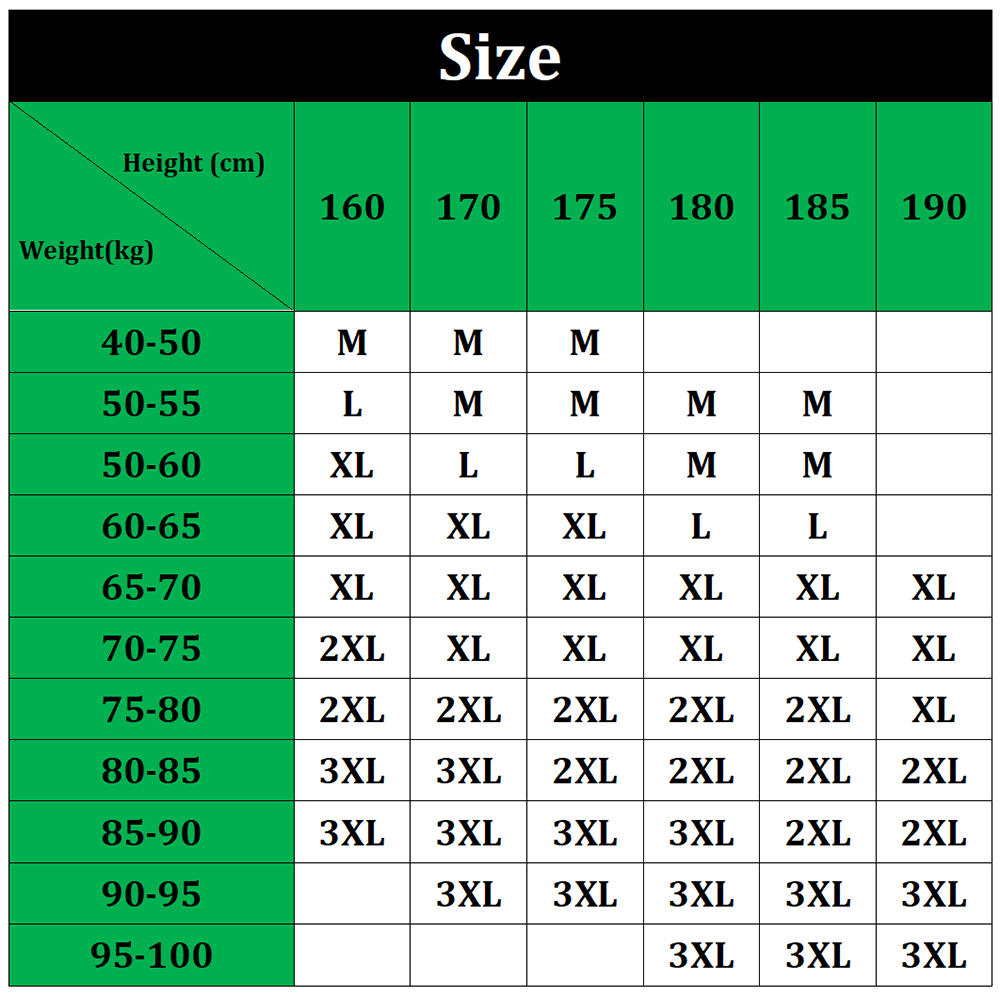 Size
Height (cm)
Weight(kg)
160 170 175 180 185 190
40-50 M M M
50-55 L M M M M
50-60 XL L L M M
60-65 XL XL XL L L
65-70 XL XL XL XL XL XL
70-75 2XL XL XL XL XL XL
75-80 2XL 2XL 2XL 2XL 2XL XL
80-85 3XL 3XL 2XL 2XL 2XL 2XL
85-90 3XL 3XL 3XL 3XL 2XL 2XL
90-95 3XL 3XL 3XL 3XL 3XL
95-100 3XL 3XL 3XL